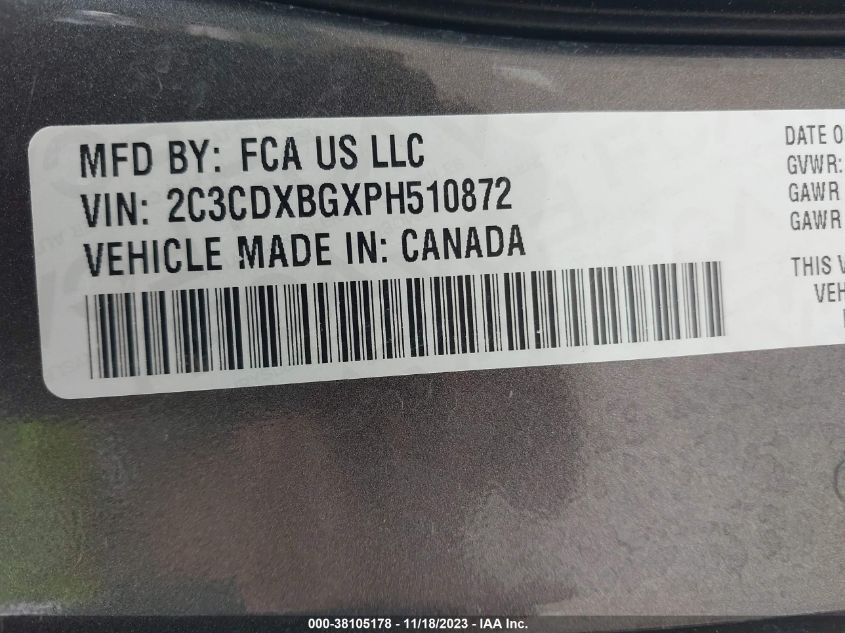 MFD BY: FCA US LLC
VIN: 2C3CDXBGXPH510872
VEHICLE MADE IN: CANADA
DATE O
GVWR:
GAWR
GAWR
THIS V
VEH
000-38105178 - 11/18/2023 - IAA Inc.